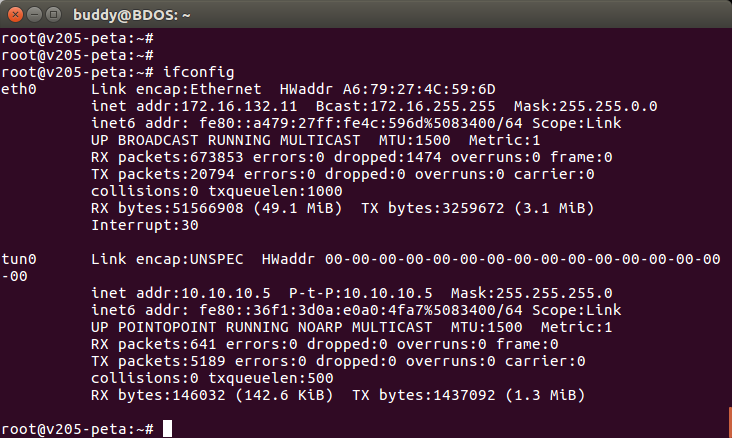 buddy@BDOS: ~
root@v205-peta:~#
root@v205-peta:~#
root@v205-peta:~# ifconfig
eth0      Link encap:Ethernet  HWaddr A6:79:27:4C:59:6D
          inet addr:172.16.132.11  Bcast:172.16.255.255  Mask:255.255.0.0
          inet6 addr: fe80::a479:27ff:fe4c:596d%5083400/64 Scope:Link
          UP BROADCAST RUNNING MULTICAST  MTU:1500  Metric:1
          RX packets:673853 errors:0 dropped:1474 overruns:0 frame:0
          TX packets:20794 errors:0 dropped:0 overruns:0 carrier:0
          collisions:0 txqueuelen:1000
          RX bytes:51566908 (49.1 MiB)  TX bytes:3259672 (3.1 MiB)
          Interrupt:30
tun0      Link encap:UNSPEC  HWaddr 00-00-00-00-00-00-00-00-00-00-00-00-00-00-00
-00
          inet addr:10.10.10.5  P-t-P:10.10.10.5  Mask:255.255.255.0
          inet6 addr: fe80::36f1:3d0a:e0a0:4fa7%5083400/64 Scope:Link
          UP POINTOPOINT RUNNING NOARP MULTICAST  MTU:1500  Metric:1
          RX packets:641 errors:0 dropped:0 overruns:0 frame:0
          TX packets:5189 errors:0 dropped:0 overruns:0 carrier:0
          collisions:0 txqueuelen:500
          RX bytes:146032 (142.6 KiB)  TX bytes:1437092 (1.3 MiB)
root@v205-peta:~#